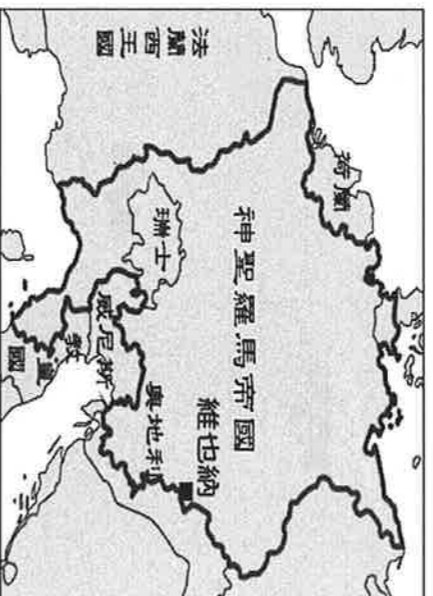 法蘭西王國
荷蘭
神聖羅馬帝國
瑞士
維也納
奧地利
威尼斯
教皇國